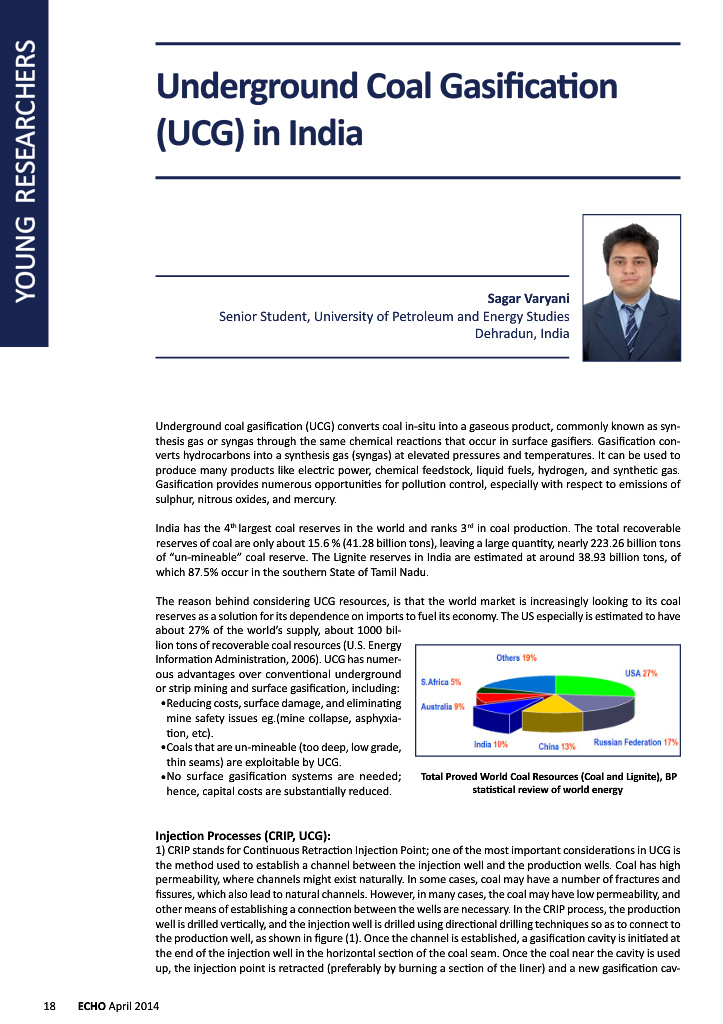 YOUNG RESEARCHERS
Underground Coal Gasification
(UCG) in India
Sagar Varyani
Senior Student, University of Petroleum and Energy Studies
Dehradun, India
Underground coal gasification (UCG) converts coal in-situ into a gaseous product, commonly known as syn-
thesis gas or syngas through the same chemical reactions that occur in surface gasifiers. Gasification con-
verts hydrocarbons into a synthesis gas (syngas) at elevated pressures and temperatures. It can be used to
produce many products like electric power, chemical feedstock, liquid fuels, hydrogen, and synthetic gas.
Gasification provides numerous opportunities for pollution control, especially with respect to emissions of
sulphur, nitrous oxides, and mercury.
India has the 4th largest coal reserves in the world and ranks 3rd in coal production. The total recoverable
reserves of coal are only about 15.6 % (41.28 billion tons), leaving a large quantity, nearly 223.26 billion tons
of “un-mineable” coal reserve. The Lignite reserves in India are estimated at around 38.93 billion tons, of
which 87.5% occur in the southern State of Tamil Nadu.
The reason behind considering UCG resources, is that the world market is increasingly looking to its coal
reserves as a solution for its dependence on imports to fuel its economy. The US especially is estimated to have
about 27% of the world’s supply, about 1000 bil-
lion tons of recoverable coal resources (U.S. Energy
Information Administration, 2006). UCG has numer-
ous advantages over conventional underground
or strip mining and surface gasification, including:
•Reducing costs, surface damage, and eliminating
mine safety issues eg.(mine collapse, asphyxia-
tion, etc).
•Coals that are un-mineable (too deep, low grade,
thin seams) are exploitable by UCG.
•No surface gasification systems are needed;
hence, capital costs are substantially reduced.
Others 19%
USA 27%
S.Africa 5%
Australia 9%
India 10%
China 13%
Russian Federation 17%
Total Proved World Coal Resources (Coal and Lignite), BP
statistical review of world energy
Injection Processes (CRIP, UCG):
1) CRIP stands for Continuous Retraction Injection Point; one of the most important considerations in UCG is
the method used to establish a channel between the injection well and the production wells. Coal has high
permeability, where channels might exist naturally. In some cases, coal may have a number of fractures and
fissures, which also lead to natural channels. However, in many cases, the coal may have low permeability, and
other means of establishing a connection between the wells are necessary. In the CRIP process, the production
well is drilled vertically, and the injection well is drilled using directional drilling techniques so as to connect to
the production well, as shown in figure (1). Once the channel is established, a gasification cavity is initiated at
the end of the injection well in the horizontal section of the coal seam. Once the coal near the cavity is used
up, the injection point is retracted (preferably by burning a section of the liner) and a new gasification cav-
18 ECHO April 2014